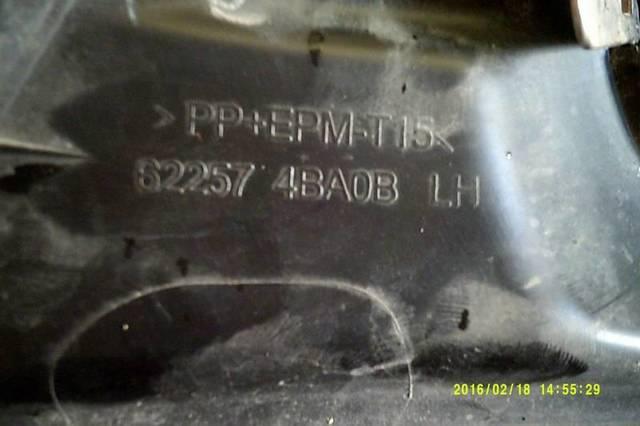 >PP+EPM-T15<
62257 4BA0B LH
2016/02/18 14:55:29